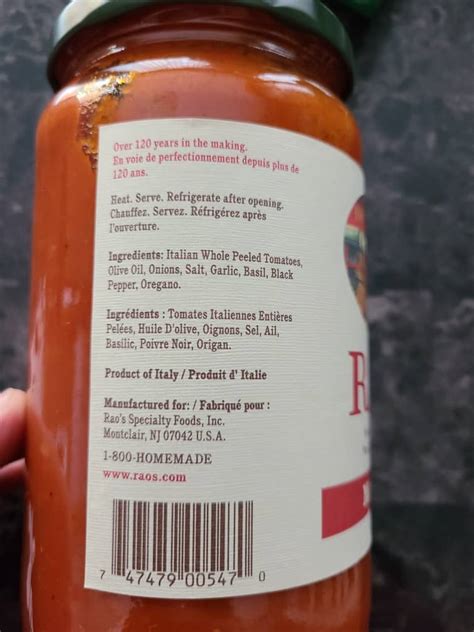 Over 120 years in the making.
En voie de perfectionnement depuis plus de
120 ans.
Heat. Serve. Refrigerate after opening.
Chauffez. Servez. Réfrigérez après
l'ouverture.
Ingredients: Italian Whole Peeled Tomatoes,
Olive Oil, Onions, Salt, Garlic, Basil, Black
Pepper, Oregano.
Ingrédients : Tomates Italiennes Entières
Pelées, Huile D'olive, Oignons, Sel, Ail,
Basilic, Poivre Noir, Origan.
Product of Italy / Produit d' Italie
Manufactured for: / Fabriqué pour :
Rao's Specialty Foods, Inc.
Montclair, NJ 07042 U.S.A.
1-800-HOMEMADE
www.raos.com
7 47479 00547 0
R